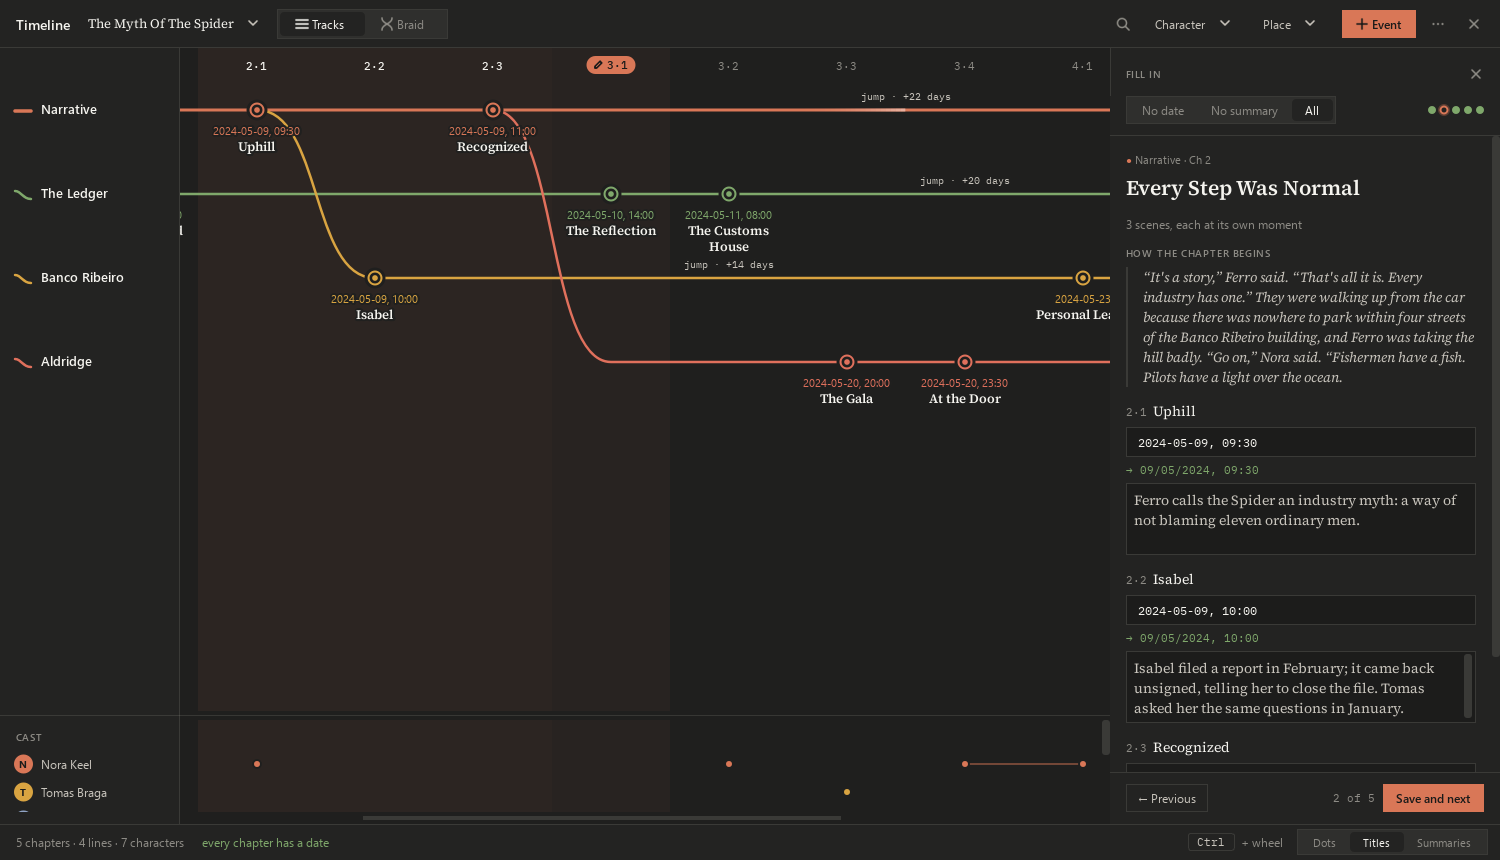 Timeline
The Myth Of The Spider
Tracks
Braid
Character
Place
+ Event
2·1
2·2
2·3
3·1
3·2
3·3
3·4
4·1
Narrative
jump · +22 days
2024-05-09, 09:30
Uphill
2024-05-09, 11:00
Recognized
The Ledger
jump · +20 days
2024-05-10, 14:00
The Reflection
2024-05-11, 08:00
The Customs
House
Banco Ribeiro
jump · +14 days
2024-05-09, 10:00
Isabel
2024-05-23
Personal Lea
Aldridge
2024-05-20, 20:00
The Gala
2024-05-20, 23:30
At the Door
CAST
N Nora Keel
T Tomas Braga
FILL IN
No date
No summary
All
Narrative · Ch 2
Every Step Was Normal
3 scenes, each at its own moment
HOW THE CHAPTER BEGINS
“It's a story,” Ferro said. “That's all it is. Every
industry has one.” They were walking up from the car
because there was nowhere to park within four streets
of the Banco Ribeiro building, and Ferro was taking the
hill badly. “Go on,” Nora said. “Fishermen have a fish.
Pilots have a light over the ocean.
2·1 Uphill
2024-05-09, 09:30
→ 09/05/2024, 09:30
Ferro calls the Spider an industry myth: a way of
not blaming eleven ordinary men.
2·2 Isabel
2024-05-09, 10:00
→ 09/05/2024, 10:00
Isabel filed a report in February; it came back
unsigned, telling her to close the file. Tomas
asked her the same questions in January.
2·3 Recognized
← Previous
2 of 5
Save and next
5 chapters · 4 lines · 7 characters
every chapter has a date
Ctrl + wheel
Dots
Titles
Summaries